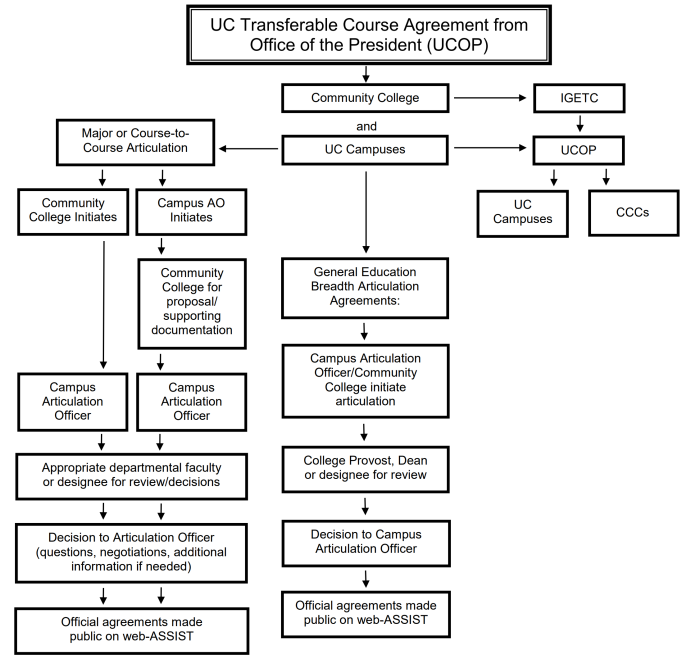 UC Transferable Course Agreement from
Office of the President (UCOP)
Community College
IGETC
and
Major or Course-to-
Course Articulation
UC Campuses
UCOP
Community
College Initiates
Campus AO
Initiates
UC
Campuses
CCCs
Community
College for
proposal/
supporting
documentation
General Education
Breadth Articulation
Agreements:
Campus Articulation
Officer/Community
College initiate
articulation
Campus
Articulation
Officer
Campus
Articulation
Officer
Appropriate departmental faculty
or designee for review/decisions
College Provost, Dean
or designee for review
Decision to Articulation Officer
(questions, negotiations, additional
information if needed)
Decision to Campus
Articulation Officer
Official agreements made
public on web-ASSIST
Official agreements made
public on web-ASSIST